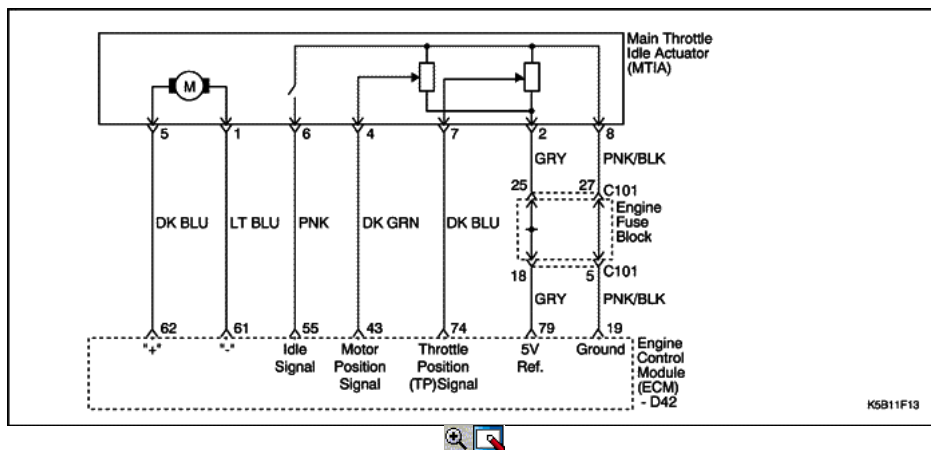 Main Throttle
Idle Actuator
(MTIA)
M
5 1 6 4 7 2 8
GRY PNK/BLK
25 27 C101
DK BLU LT BLU PNK DK GRN DK BLU
Engine
Fuse
Block
18 5 C101
GRY PNK/BLK
62 61 55 43 74 79 19
"+" "-" Idle Motor Throttle 5V Ground
Signal Position Position Ref.
Signal (TP)Signal
Engine
Control
Module
(ECM)
- D42
K5B11F13